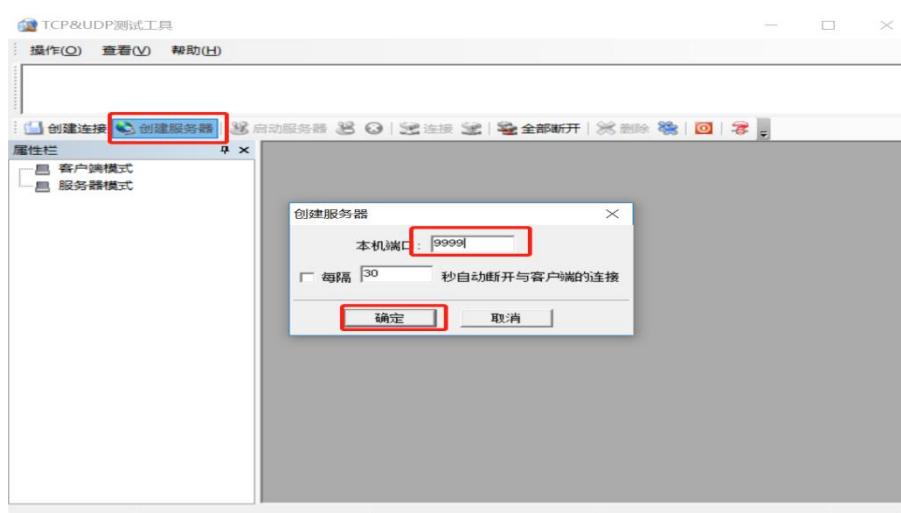 TCP&UDP测试工具
操作(O) 查看(V) 帮助(H)
创建连接 创建服务器 启动服务器 连接 全部断开 删除
属性栏
客户端模式
服务器模式
创建服务器
本机端口: 9999
每隔 30 秒自动断开与客户端的连接
确定 取消